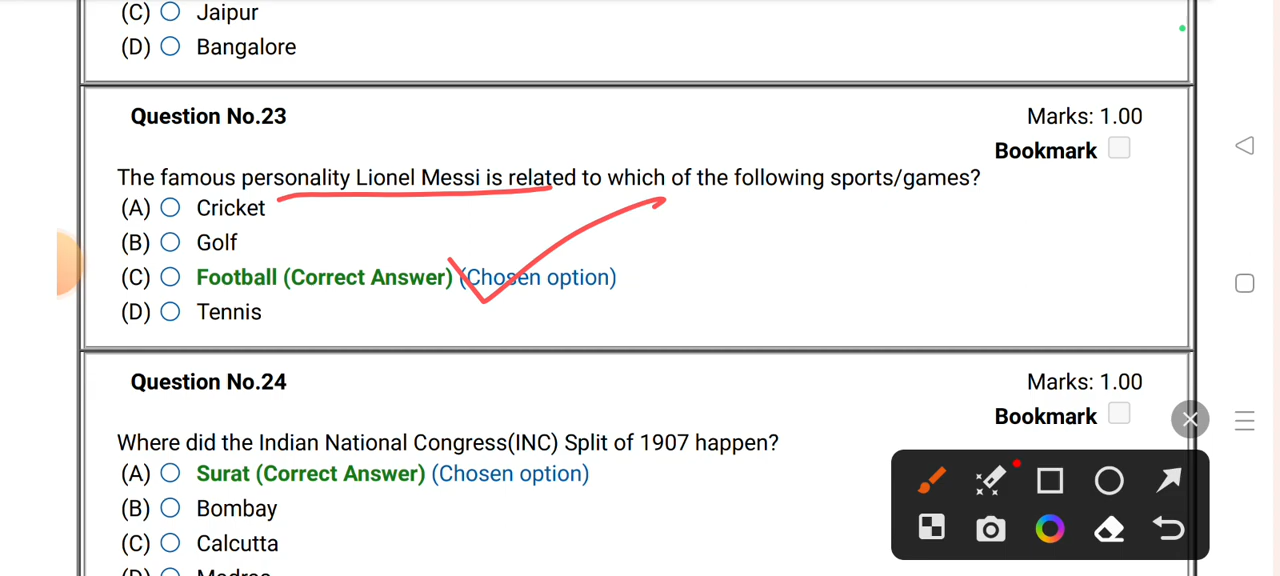 (C) Jaipur
(D) Bangalore
Question No.23 Marks: 1.00
Bookmark
The famous personality Lionel Messi is related to which of the following sports/games?
(A) Cricket
(B) Golf
(C) Football (Correct Answer) (Chosen option)
(D) Tennis
Question No.24 Marks: 1.00
Bookmark
Where did the Indian National Congress(INC) Split of 1907 happen?
(A) Surat (Correct Answer) (Chosen option)
(B) Bombay
(C) Calcutta
(D) Madras